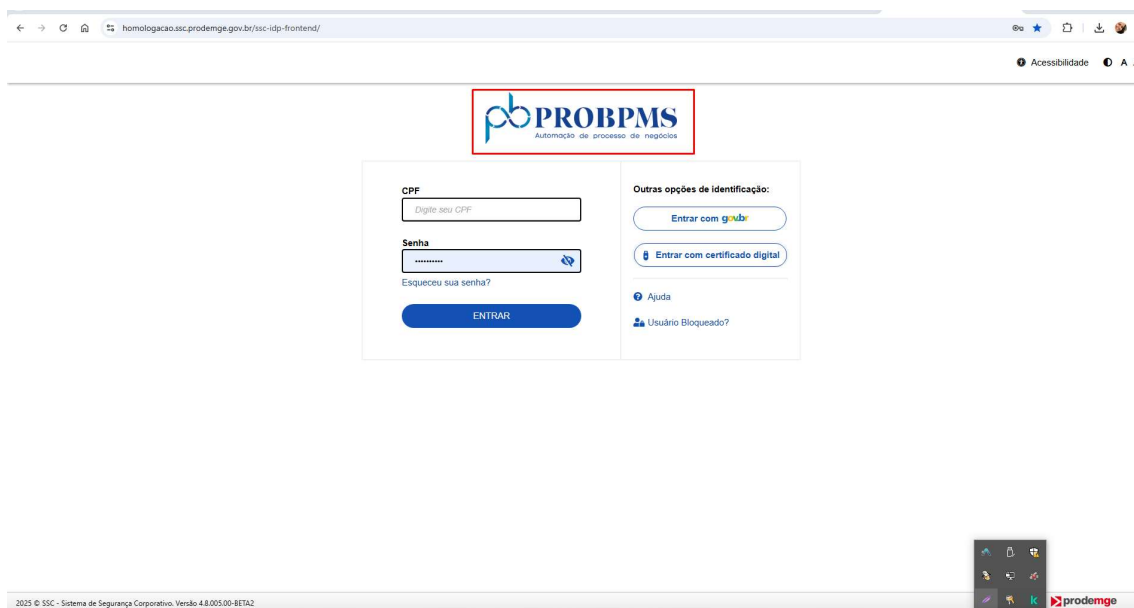 homologacao.ssc.prodemge.gov.br/ssc-idp-frontend/
Acessibilidade A
pb PROBPMS
Automação de processo de negócios
CPF
Digite seu CPF
Senha
Esqueceu sua senha?
ENTRAR
Outras opções de identificação:
Entrar com gov.br
Entrar com certificado digital
Ajuda
Usuário Bloqueado?
2025 © SSC - Sistema de Segurança Corporativo. Versão 4.8.005.00-BETA2
k prodemge